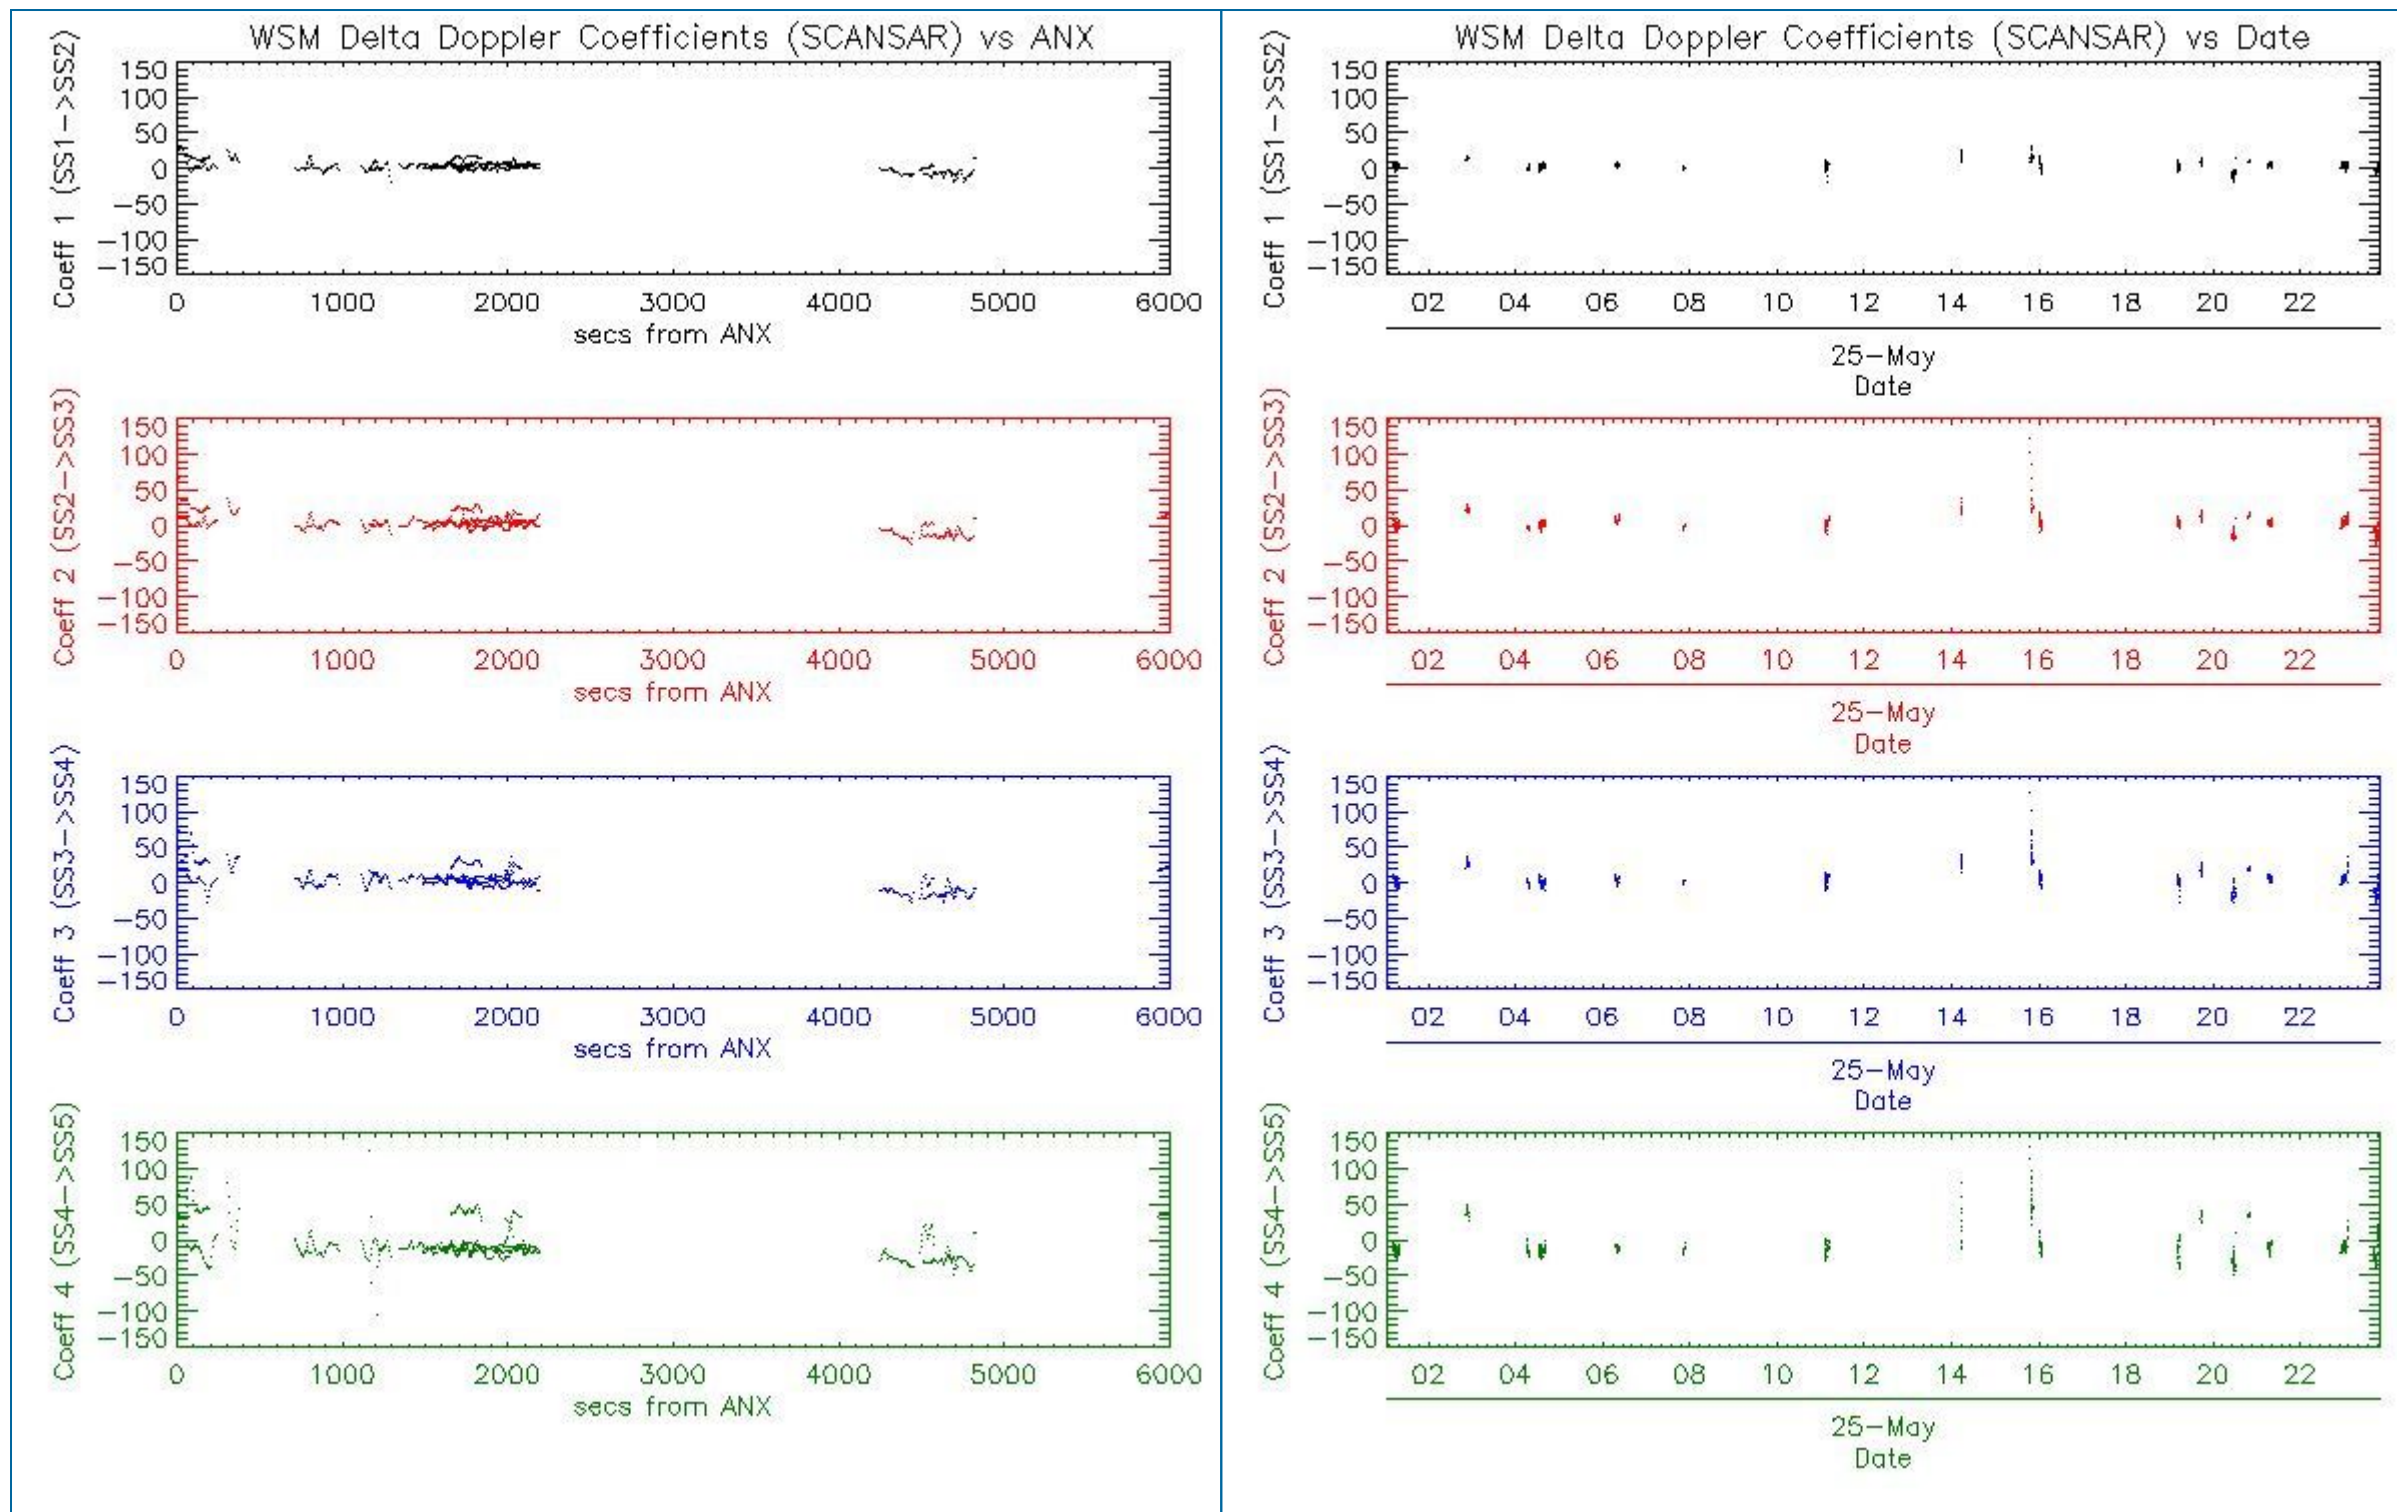 WSM Delta Doppler Coefficients (SCANSAR) vs ANX
Coeff 1 (SS1->SS2)
150
100
50
0
-50
-100
-150
0 1000 2000 3000 4000 5000 6000
secs from ANX
Coeff 2 (SS2->SS3)
150
100
50
0
-50
-100
-150
0 1000 2000 3000 4000 5000 6000
secs from ANX
Coeff 3 (SS3->SS4)
150
100
50
0
-50
-100
-150
0 1000 2000 3000 4000 5000 6000
secs from ANX
Coeff 4 (SS4->SS5)
150
100
50
0
-50
-100
-150
0 1000 2000 3000 4000 5000 6000
secs from ANX
WSM Delta Doppler Coefficients (SCANSAR) vs Date
Coeff 1 (SS1->SS2)
150
100
50
0
-50
-100
-150
02 04 06 08 10 12 14 16 18 20 22
25-May
Date
Coeff 2 (SS2->SS3)
150
100
50
0
-50
-100
-150
02 04 06 08 10 12 14 16 18 20 22
25-May
Date
Coeff 3 (SS3->SS4)
150
100
50
0
-50
-100
-150
02 04 06 08 10 12 14 16 18 20 22
25-May
Date
Coeff 4 (SS4->SS5)
150
100
50
0
-50
-100
-150
02 04 06 08 10 12 14 16 18 20 22
25-May
Date